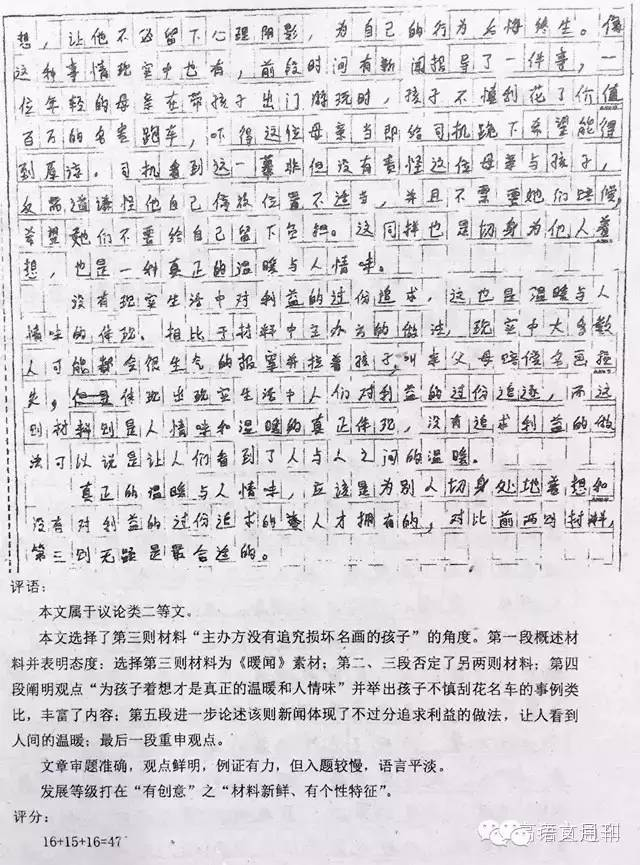 想，让他不必留下心理阴影，为自己的行为后悔终生。像
这种事情现实中也有，前段时间有新闻报导了一件事，一
位年轻的母亲在带孩子出门游玩时，孩子不慎刮花了价值
百万的名贵跑车，吓得这位母亲当即给司机跪下希望能得
到原谅。司机看到这一幕非但没有责怪这位母亲与孩子，
反而道歉怪他自己停放位置不适当，并且不需要她们赔偿，
希望她们不要给自己留下负担。这同样也是切身为他人着
想，也是一种真正的温暖与人情味。
没有现实生活中对利益的过份追求，这也是温暖与人
情味的体现。相比于材料中主办方的做法，现实中大多数
人可能都会很生气的报警并拉着孩子，叫来父母赔偿名画损
失，体现出现实生活中人们对利益的过份追逐，而这
则材料则是人情味和温暖的真正体现，没有追求利益的做
法可以说是让人们看到了人与人之间的温暖。
真正的温暖与人情味，应该是为别人切身处地着想和
没有对利益的过份追求的人才拥有的，对比前两则材料，
第三则无疑是最合适的。
评语：
本文属于议论类二等文。
本文选择了第三则材料“主办方没有追究损坏名画的孩子”的角度。第一段概述材
料并表明态度：选择第三则材料为《暖闻》素材；第二、三段否定了另两则材料；第四
段阐明观点“为孩子着想才是真正的温暖和人情味”并举出孩子不慎刮花名车的事例类
比，丰富了内容；第五段进一步论述该则新闻体现了不过分追求利益的做法，让人看到
人间的温暖；最后一段重申观点。
文章审题准确，观点鲜明，例证有力，但入题较慢，语言平淡。
发展等级打在“有创意”之“材料新鲜、有个性特征”。
评分：
16+15+16=47